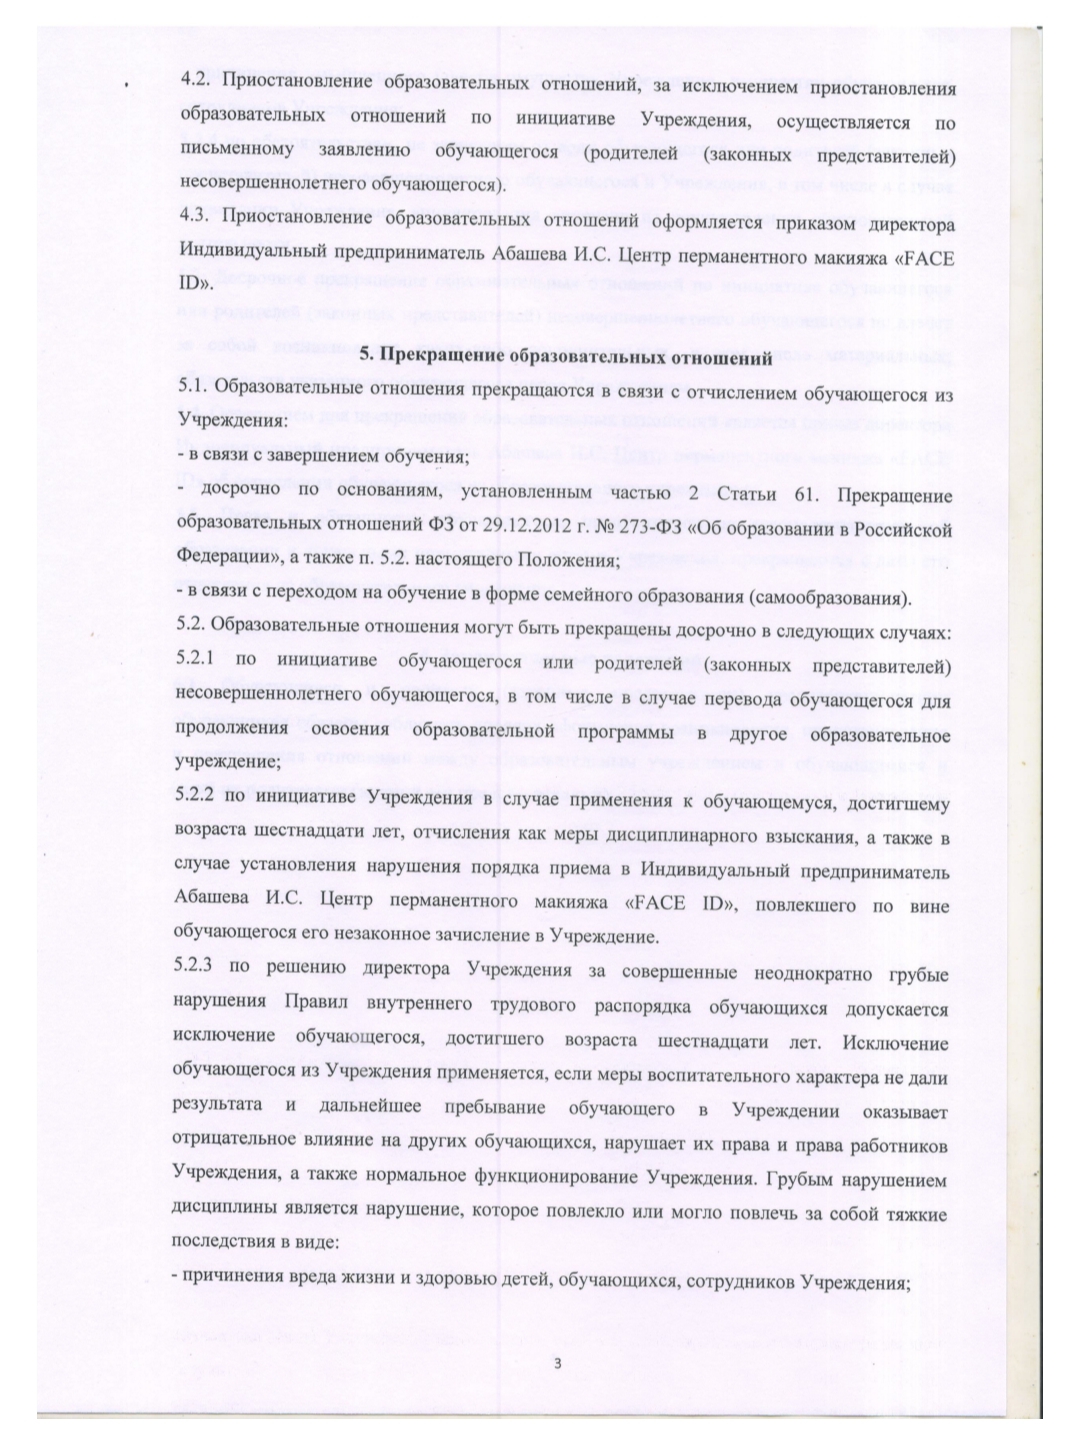 4.2. Приостановление образовательных отношений, за исключением приостановления
образовательных отношений по инициативе Учреждения, осуществляется по
письменному заявлению обучающегося (родителей (законных представителей)
несовершеннолетнего обучающегося).
4.3. Приостановление образовательных отношений оформляется приказом директора
Индивидуальный предприниматель Абашева И.С. Центр перманентного макияжа «FACE
ID».
5. Прекращение образовательных отношений
5.1. Образовательные отношения прекращаются в связи с отчислением обучающегося из
Учреждения:
- в связи с завершением обучения;
- досрочно по основаниям, установленным частью 2 Статьи 61. Прекращение
образовательных отношений ФЗ от 29.12.2012 г. № 273-ФЗ «Об образовании в Российской
Федерации», а также п. 5.2. настоящего Положения;
- в связи с переходом на обучение в форме семейного образования (самообразования).
5.2. Образовательные отношения могут быть прекращены досрочно в следующих случаях:
5.2.1 по инициативе обучающегося или родителей (законных представителей)
несовершеннолетнего обучающегося, в том числе в случае перевода обучающегося для
продолжения освоения образовательной программы в другое образовательное
учреждение;
5.2.2 по инициативе Учреждения в случае применения к обучающемуся, достигшему
возраста шестнадцати лет, отчисления как меры дисциплинарного взыскания, а также в
случае установления нарушения порядка приема в Индивидуальный предприниматель
Абашева И.С. Центр перманентного макияжа «FACE ID», повлекшего по вине
обучающегося его незаконное зачисление в Учреждение.
5.2.3 по решению директора Учреждения за совершенные неоднократно грубые
нарушения Правил внутреннего трудового распорядка обучающихся допускается
исключение обучающегося, достигшего возраста шестнадцати лет. Исключение
обучающегося из Учреждения применяется, если меры воспитательного характера не дали
результата и дальнейшее пребывание обучающего в Учреждении оказывает
отрицательное влияние на других обучающихся, нарушает их права и права работников
Учреждения, а также нормальное функционирование Учреждения. Грубым нарушением
дисциплины является нарушение, которое повлекло или могло повлечь за собой тяжкие
последствия в виде:
- причинения вреда жизни и здоровью детей, обучающихся, сотрудников Учреждения;
3